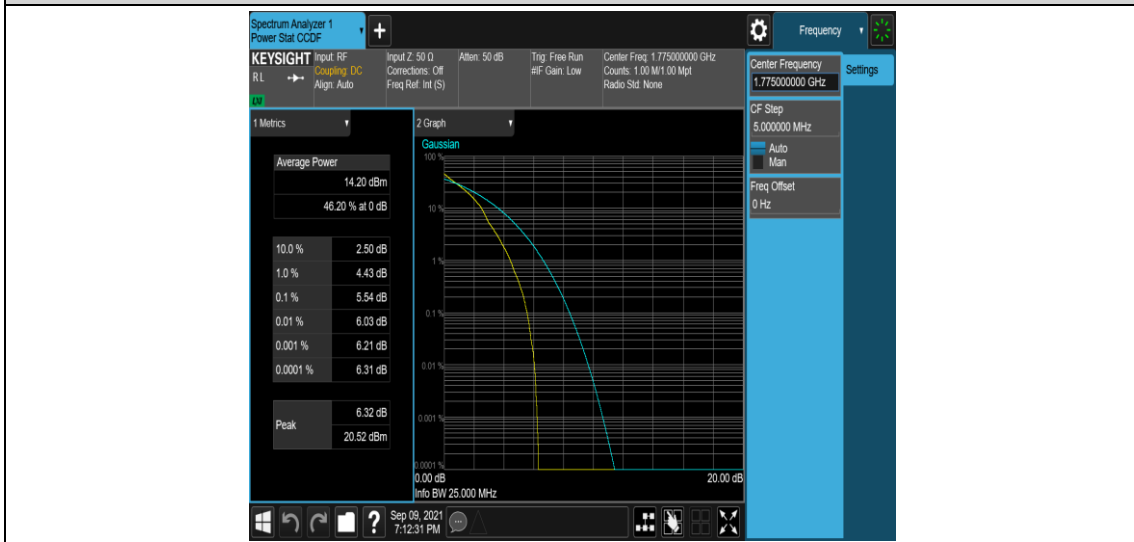 Spectrum Analyzer 1
Power Stat CCDF
+
Frequency
KEYSIGHT
RL
LXI
Input: RF
Coupling: DC
Align: Auto
Input Z: 50 Ω
Corrections: Off
Freq Ref: Int (S)
Atten: 50 dB
Trig: Free Run
#IF Gain: Low
Center Freq: 1.775000000 GHz
Counts: 1.00 M/1.00 Mpt
Radio Std: None
Center Frequency
1.775000000 GHz
Settings
CF Step
5.000000 MHz
Auto
Man
Freq Offset
0 Hz
1 Metrics
Average Power
14.20 dBm
46.20 % at 0 dB
10.0 % 2.50 dB
1.0 % 4.43 dB
0.1 % 5.54 dB
0.01 % 6.03 dB
0.001 % 6.21 dB
0.0001 % 6.31 dB
Peak 6.32 dB
20.52 dBm
2 Graph
Gaussian
100 %
10 %
1 %
0.1 %
0.01 %
0.001 %
0.0001 %
0.00 dB 20.00 dB
Info BW 25.000 MHz
?
Sep 09, 2021
7:12:31 PM